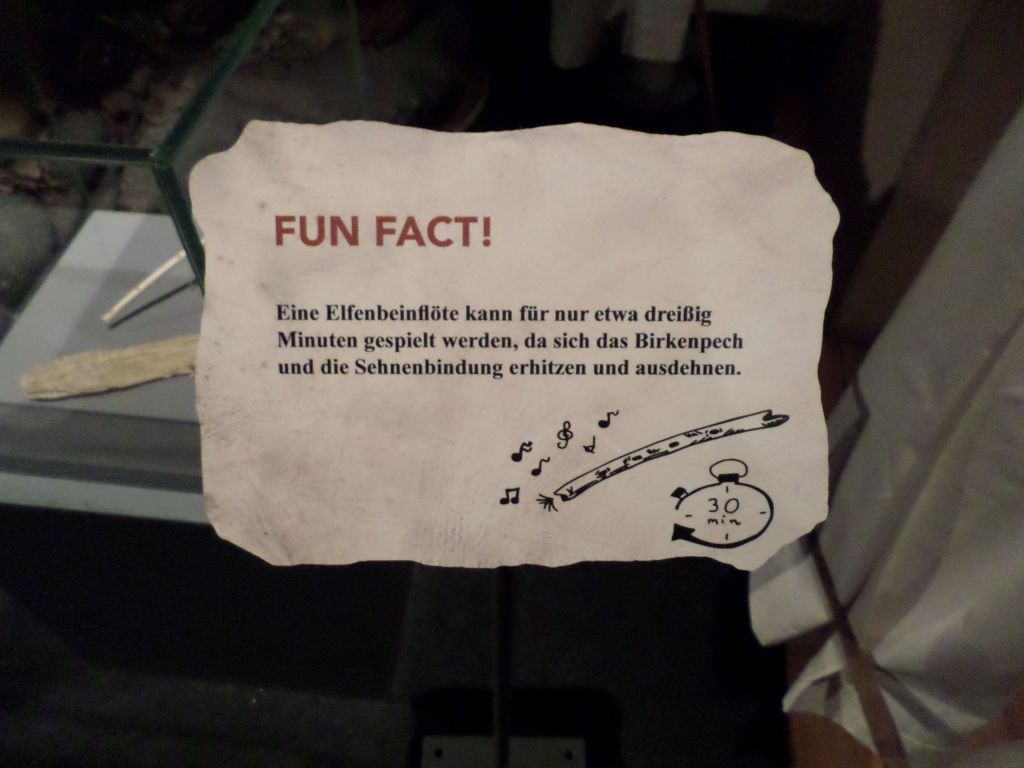 FUN FACT!
Eine Elfenbeinflöte kann für nur etwa dreißig
Minuten gespielt werden, da sich das Birkenpech
und die Sehnenbindung erhitzen und ausdehnen.
30
min